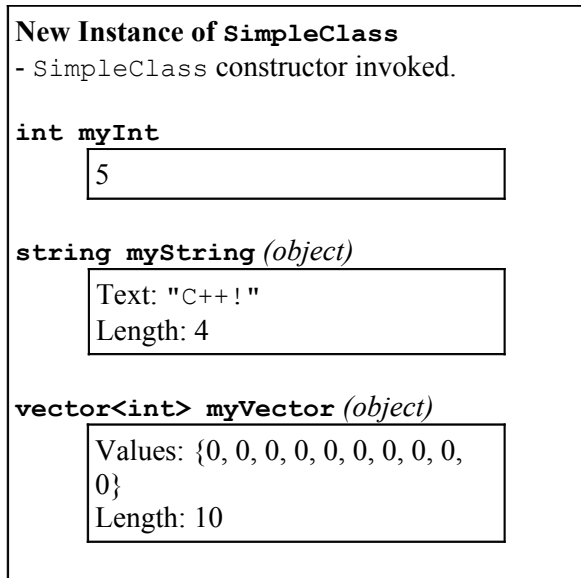 New Instance of SimpleClass
- SimpleClass constructor invoked.
int myInt
5
string myString (object)
Text: "C++!"
Length: 4
vector<int> myVector (object)
Values: {0, 0, 0, 0, 0, 0, 0, 0, 0,
0}
Length: 10